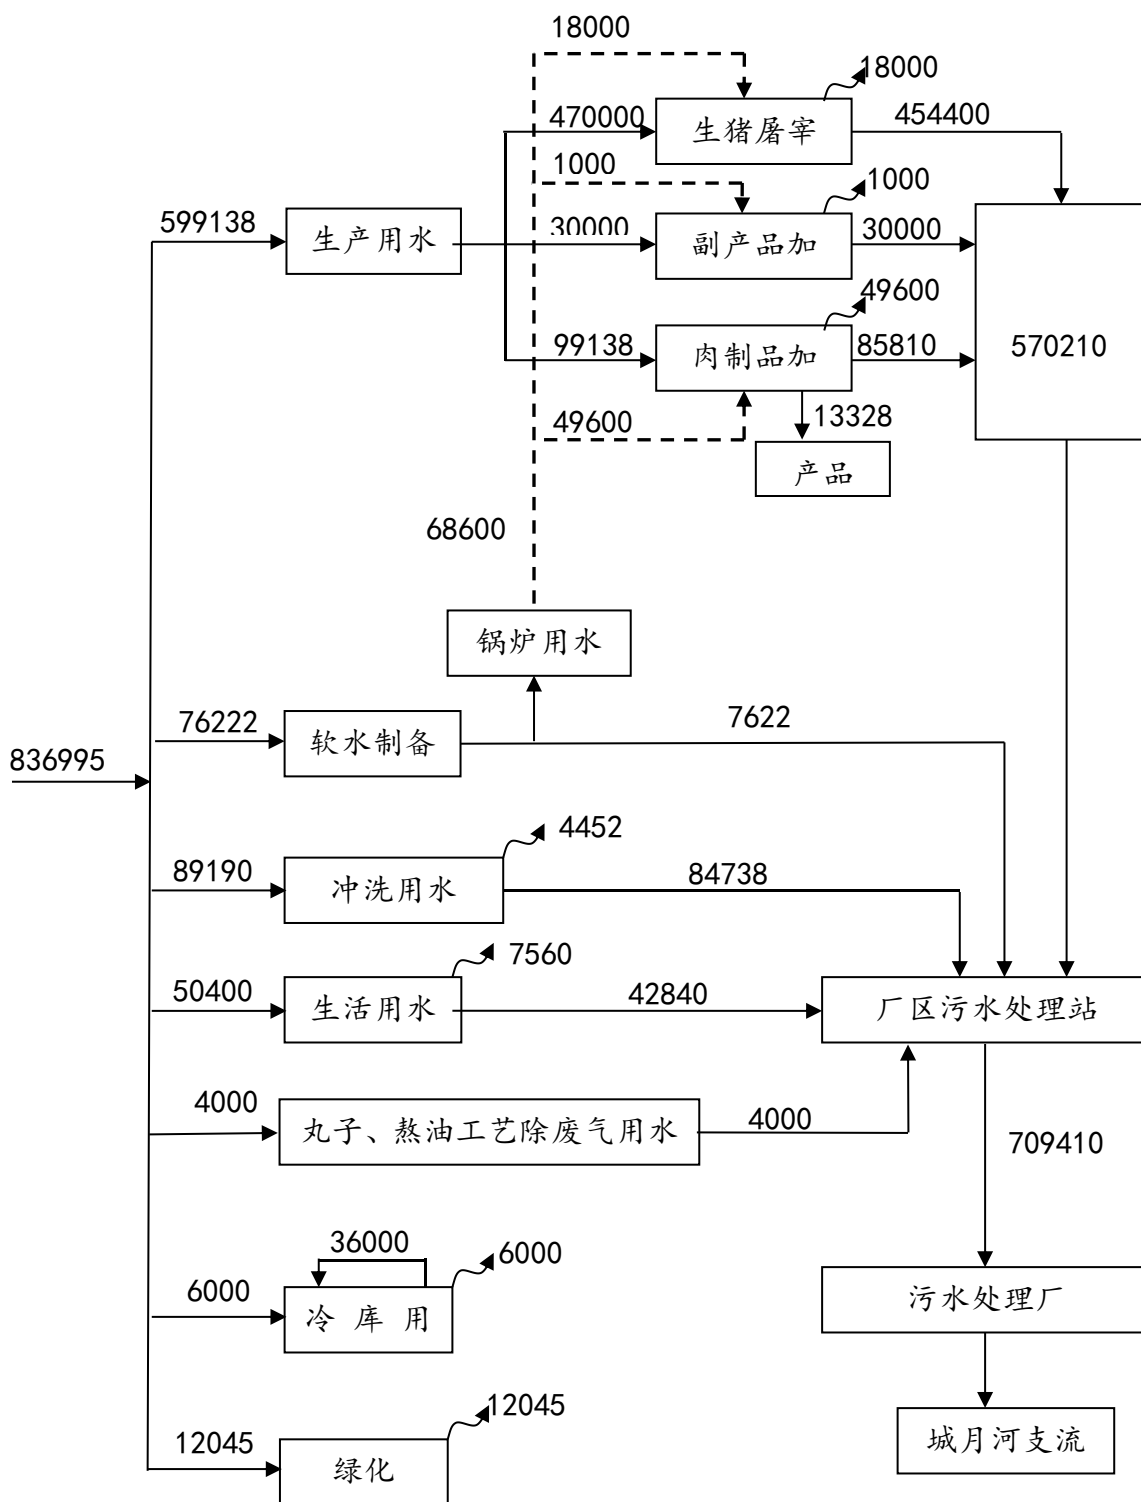 18000
18000
470000
生猪屠宰
454400
1000
1000
599138
生产用水
30000
副产品加
30000
49600
99138
肉制品加
85810
570210
49600
13328
产品
68600
锅炉用水
76222
软水制备
7622
836995
4452
89190
冲洗用水
84738
7560
50400
生活用水
42840
厂区污水处理站
4000
丸子、熬油工艺除废气用水
4000
709410
36000
6000
6000
冷 库 用
污水处理厂
12045
12045
绿化
城月河支流